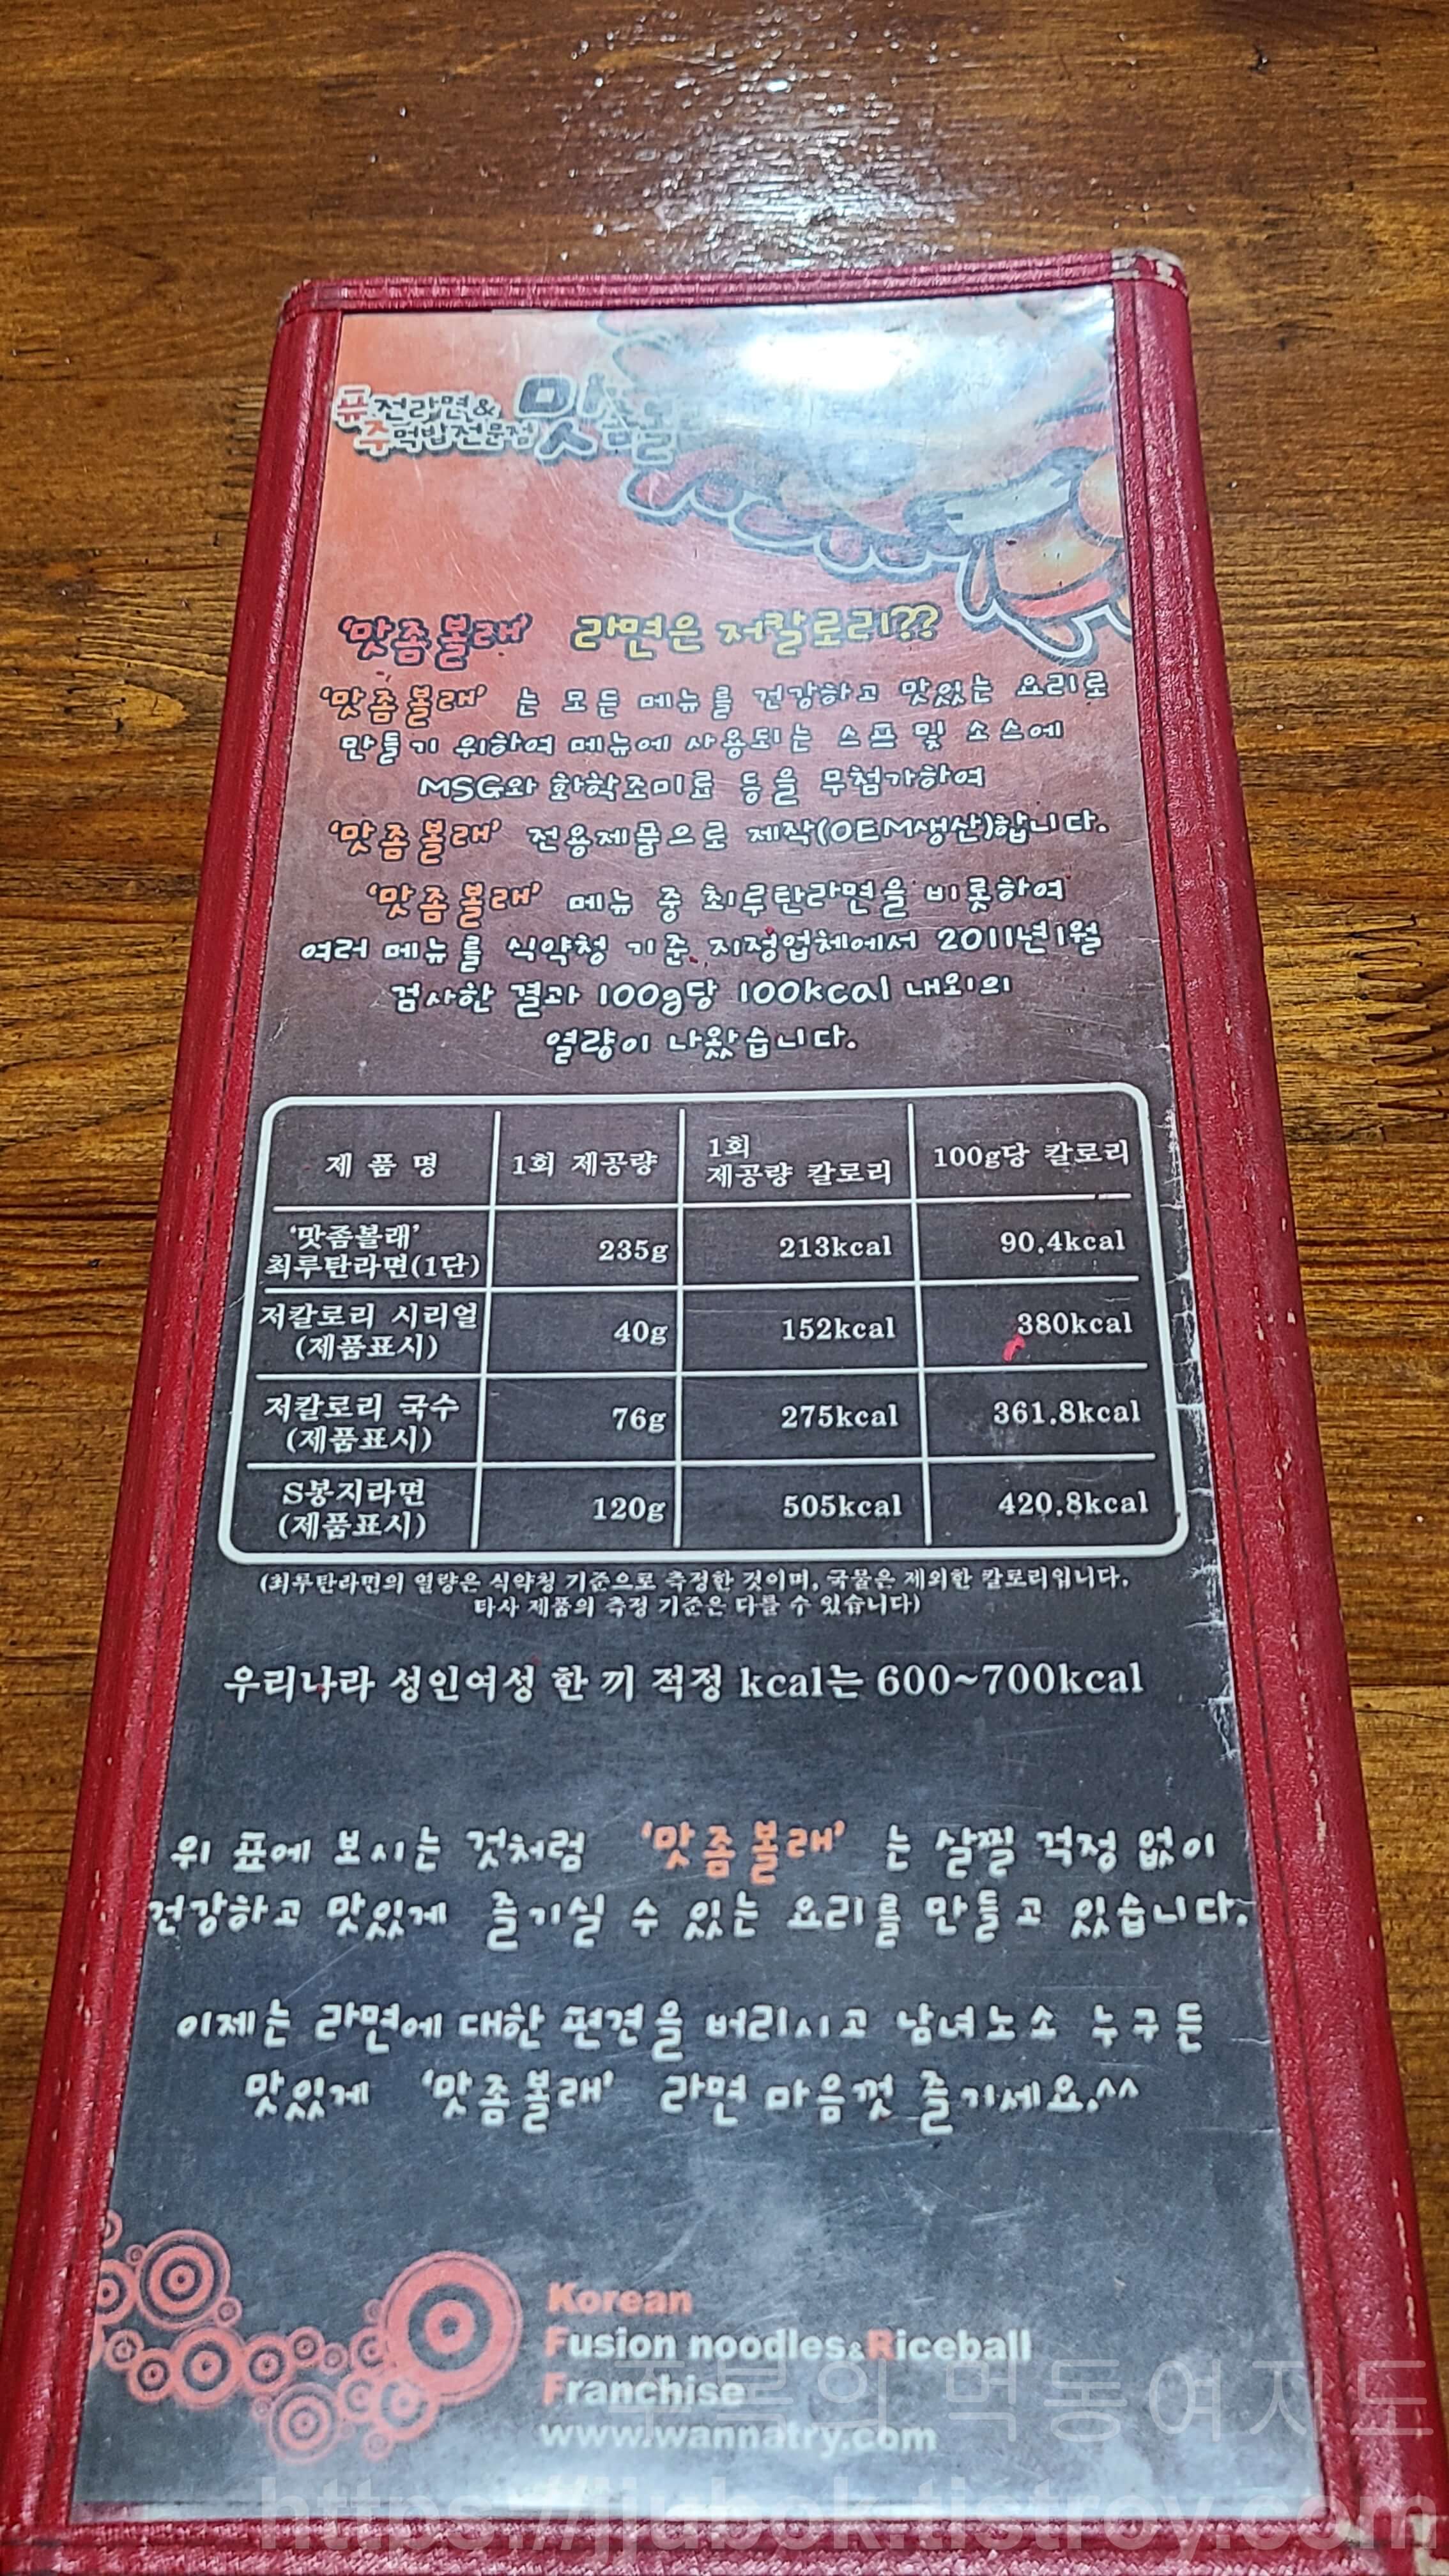 퓨전라면&
주먹밥전문점
맛좀볼
'맛좀볼래' 라면은 저칼로리??
'맛좀볼래' 는 모든 메뉴를 건강하고 맛있는 요리로
만들기 위하여 메뉴에 사용되는 스프 및 소스에
MSG와 화학조미료 등을 무첨가하여
'맛좀볼래' 전용제품으로 제작(OEM생산)합니다.
'맛좀볼래' 메뉴 중 최루탄라면을 비롯하여
여러 메뉴를 식약청 기준 지정업체에서 2011년1월
검사한 결과 100g당 100kcal 내외의
열량이 나왔습니다.
제 품 명 1회 제공량 1회 제공량 칼로리 100g당 칼로리
'맛좀볼래' 최루탄라면(1단) 235g 213kcal 90.4kcal
저칼로리 시리얼 (제품표시) 40g 152kcal 380kcal
저칼로리 국수 (제품표시) 76g 275kcal 361.8kcal
S봉지라면 (제품표시) 120g 505kcal 420.8kcal
(최루탄라면의 열량은 식약청 기준으로 측정한 것이며, 국물은 제외한 칼로리입니다.
타사 제품의 측정 기준은 다를 수 있습니다)
우리나라 성인여성 한 끼 적정 kcal는 600~700kcal
위 표에 보시는 것처럼 '맛좀볼래' 는 살찔 걱정 없이
건강하고 맛있게 즐기실 수 있는 요리를 만들고 있습니다.
이제는 라면에 대한 편견을 버리시고 남녀노소 누구든
맛있게 '맛좀볼래' 라면 마음껏 즐기세요.^^
Korean
Fusion noodles&Riceball
Franchise
www.wannatry.com
주복의 먹동여지도
https://jjubok.tistroy.com